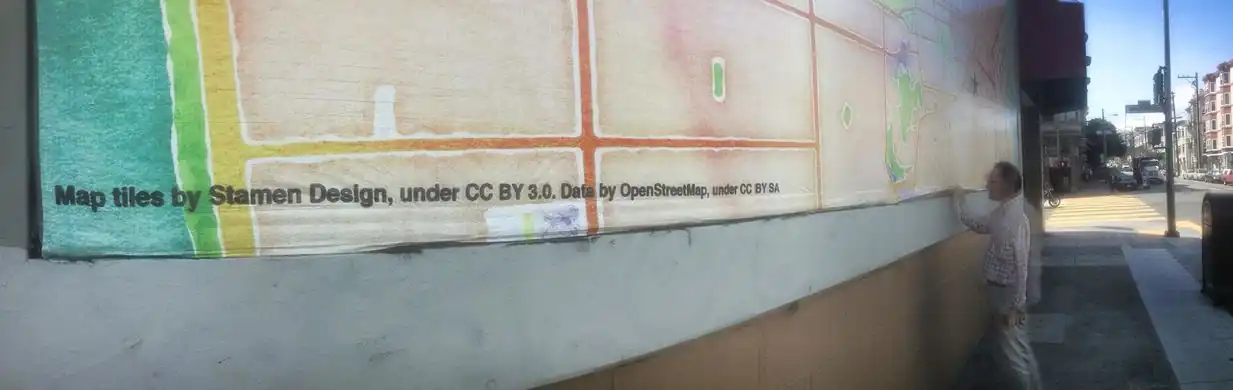 Map tiles by Stamen Design, under CC BY 3.0. Data by OpenStreetMap, under CC BY SA